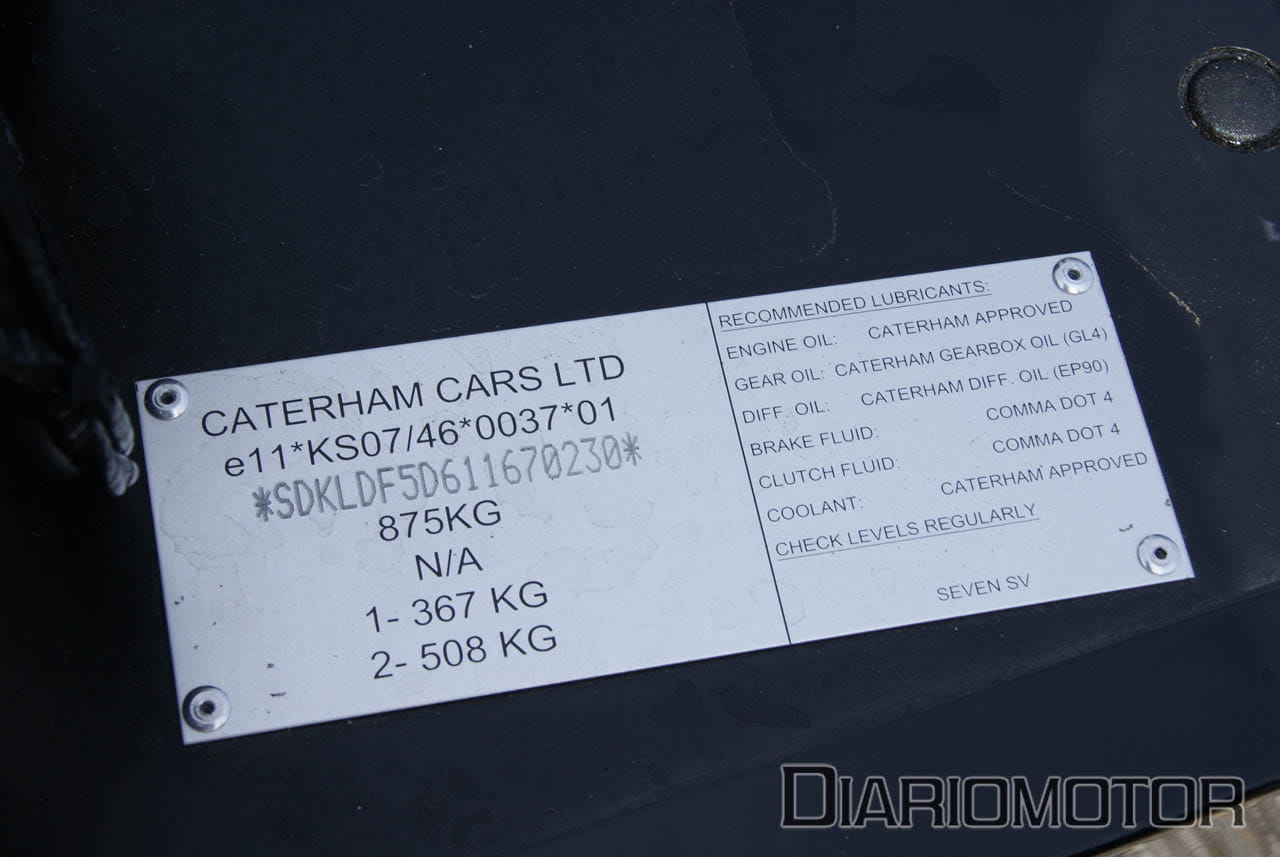 CATERHAM CARS LTD
e11*KS07/46*0037*01
*SDKLDF5D611670230*
875KG
N/A
1- 367 KG
2- 508 KG
RECOMMENDED LUBRICANTS:
ENGINE OIL: CATERHAM APPROVED
GEAR OIL: CATERHAM GEARBOX OIL (GL4)
DIFF. OIL: CATERHAM DIFF. OIL (EP90)
BRAKE FLUID: COMMA DOT 4
CLUTCH FLUID: COMMA DOT 4
COOLANT: CATERHAM APPROVED
CHECK LEVELS REGULARLY
SEVEN SV
DIARIOMOTOR